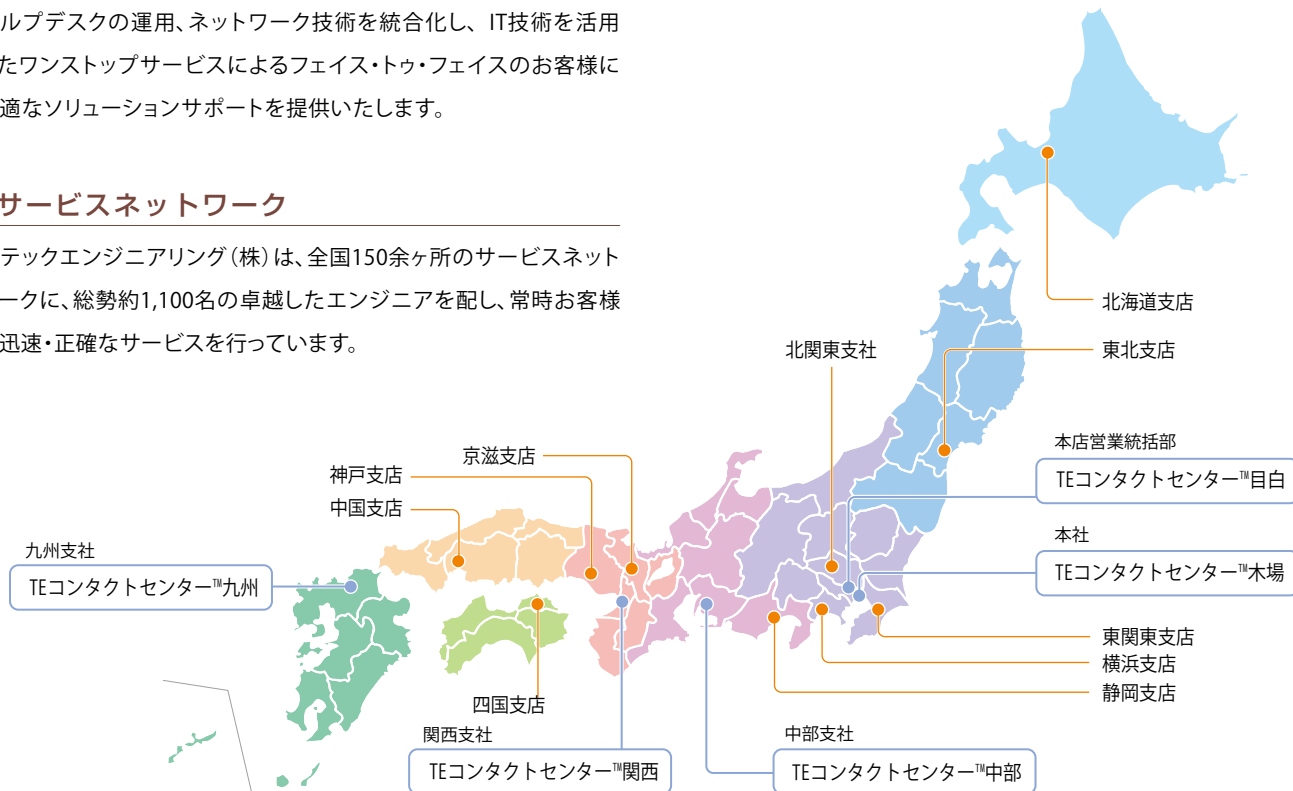 ルプデスクの運用、ネットワーク技術を統合化し、IT技術を活用
たワンストップサービスによるフェイス・トゥ・フェイスのお客様に
適なソリューションサポートを提供いたします。
サービスネットワーク
テックエンジニアリング（株）は、全国150余ヶ所のサービスネット
ークに、総勢約1,100名の卓越したエンジニアを配し、常時お客様
迅速・正確なサービスを行っています。
北海道支店
東北支店
北関東支社
本店営業統括部
TEコンタクトセンター™目白
京滋支店
神戸支店
中国支店
本社
TEコンタクトセンター™木場
九州支社
TEコンタクトセンター™九州
東関東支店
横浜支店
静岡支店
四国支店
関西支社
TEコンタクトセンター™関西
中部支社
TEコンタクトセンター™中部